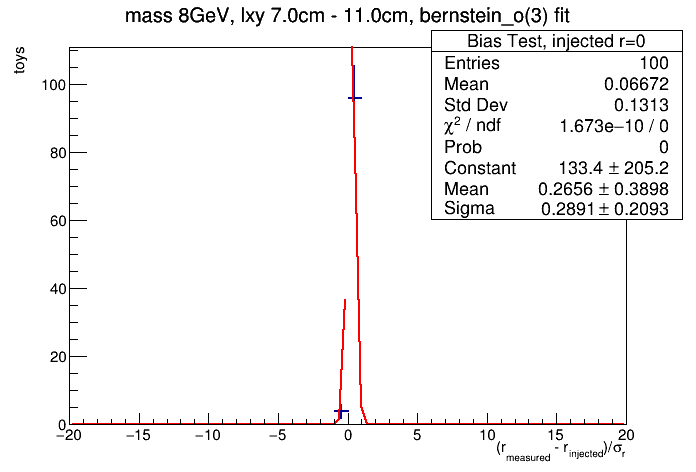 mass 8GeV, lxy 7.0cm - 11.0cm, bernstein_o(3) fit
toys
Bias Test, injected r=0
Entries 100
Mean 0.06672
Std Dev 0.1313
χ² / ndf 1.673e−10 / 0
Prob 0
Constant 133.4 ± 205.2
Mean 0.2656 ± 0.3898
Sigma 0.2891 ± 0.2093
100
80
60
40
20
0
−20 −15 −10 −5 0 5 10 15 20
(r_measured - r_injected)/σ_r